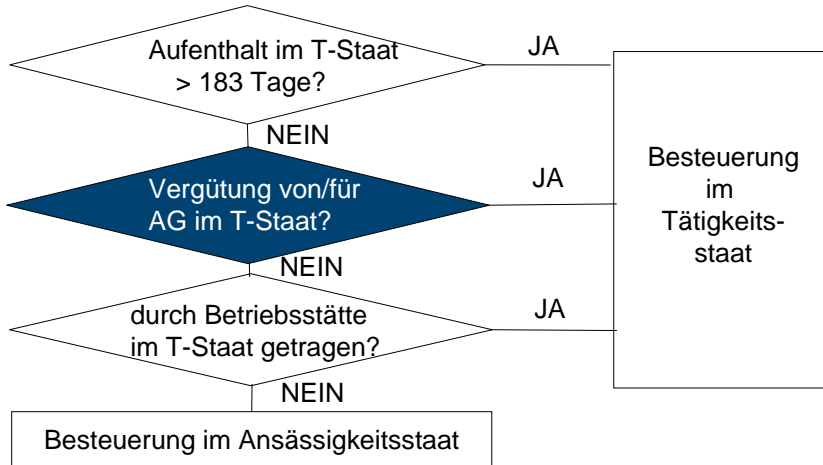 Aufenthalt im T-Staat
> 183 Tage?
JA
NEIN
Vergütung von/für
AG im T-Staat?
JA
NEIN
durch Betriebsstätte
im T-Staat getragen?
JA
NEIN
Besteuerung im Ansässigkeitsstaat
Besteuerung
im
Tätigkeits-
staat